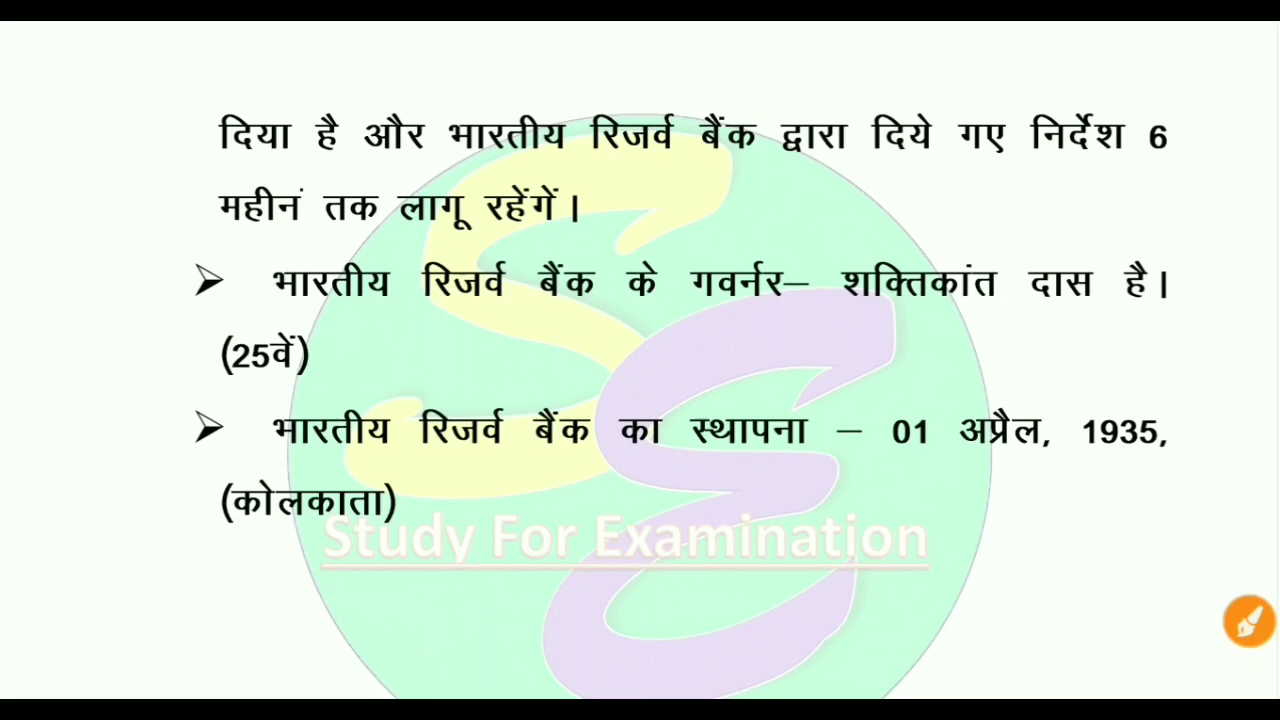 दिया है और भारतीय रिजर्व बैंक द्वारा दिये गए निर्देश 6
महीनं तक लागू रहेंगें।
➢ भारतीय रिजर्व बैंक के गवर्नर– शक्तिकांत दास है।
(25वें)
➢ भारतीय रिजर्व बैंक का स्थापना – 01 अप्रैल, 1935,
(कोलकाता)
Study For Examination